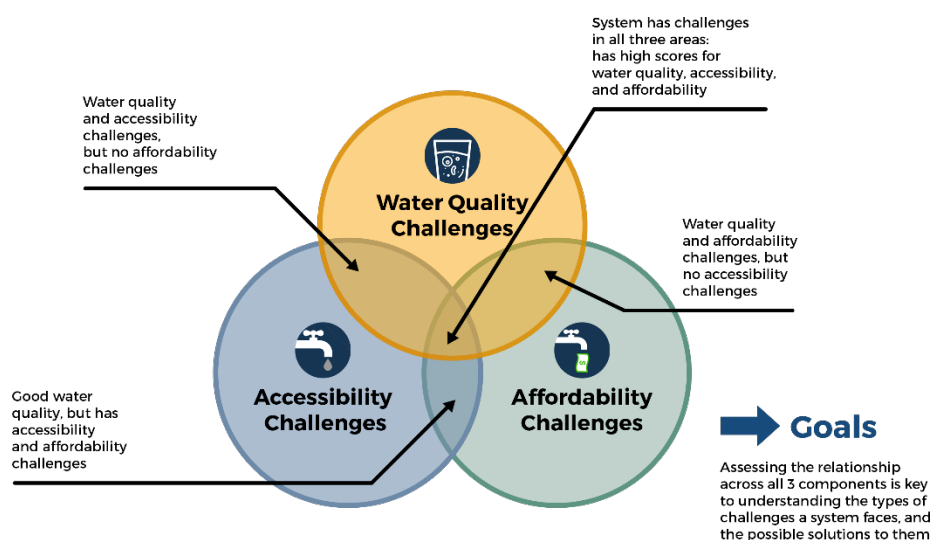 System has challenges
in all three areas:
has high scores for
water quality, accessibility,
and affordability
Water quality
and accessibility
challenges,
but no affordability
challenges
Water Quality
Challenges
Water quality
and affordability
challenges, but
no accessibility
challenges
Accessibility
Challenges
Affordability
Challenges
$
Good water
quality, but has
accessibility
and affordability
challenges
Goals
Assessing the relationship
across all 3 components is key
to understanding the types of
challenges a system faces, and
the possible solutions to them